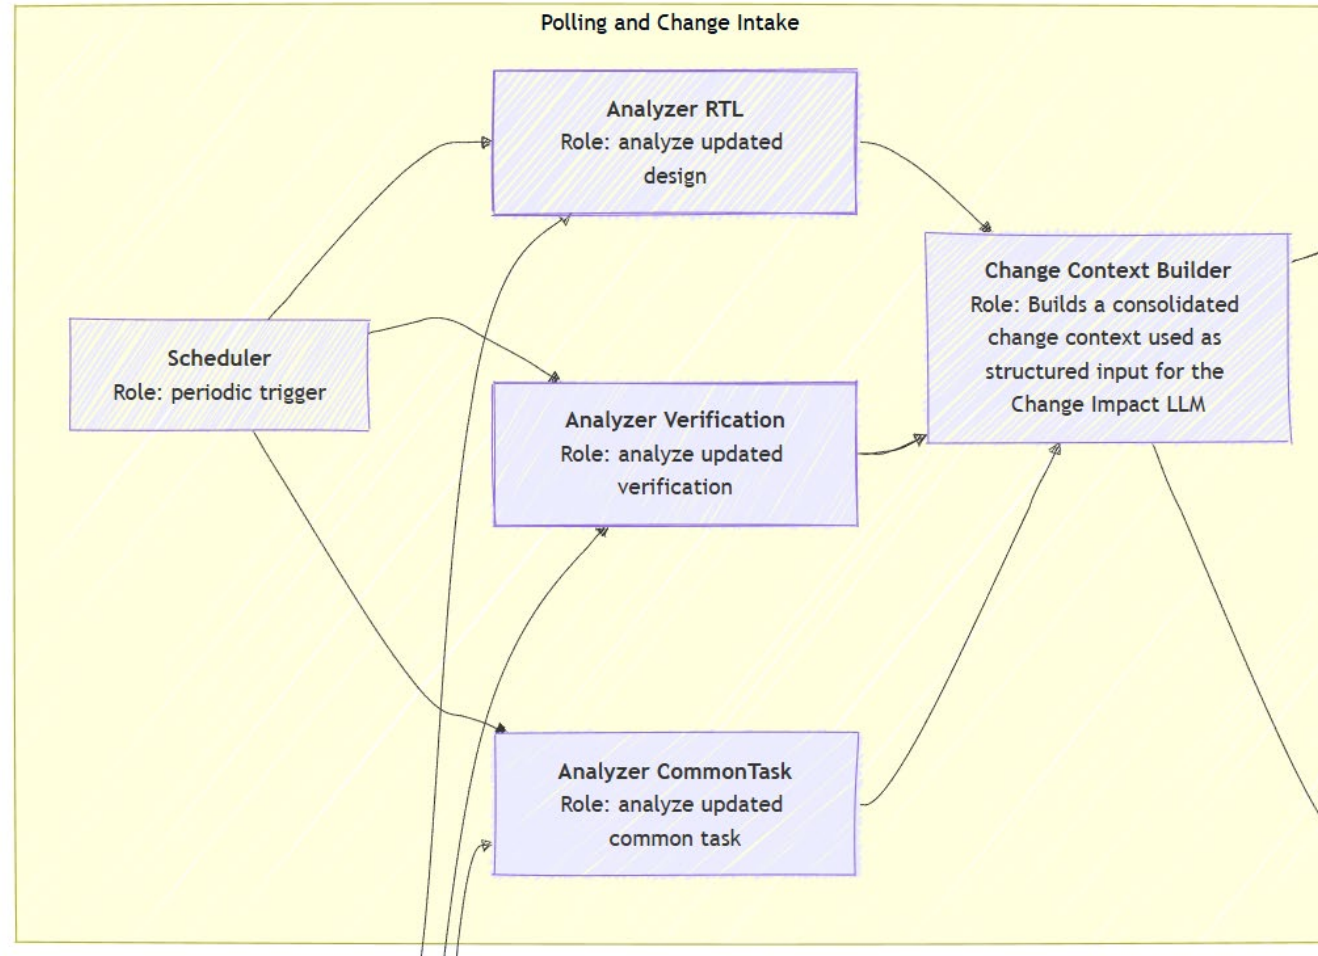 Polling and Change Intake
Analyzer RTL
Role: analyze updated
design
Change Context Builder
Role: Builds a consolidated
change context used as
structured input for the
Change Impact LLM
Scheduler
Role: periodic trigger
Analyzer Verification
Role: analyze updated
verification
Analyzer CommonTask
Role: analyze updated
common task